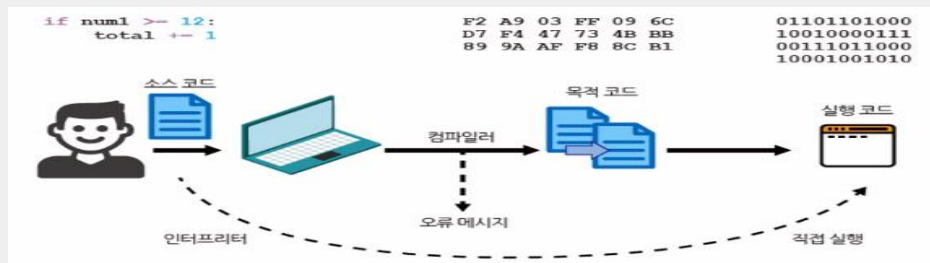 if num1 >= 12:
total += 1
F2 A9 03 FF 09 6C
D7 F4 47 73 4B BB
89 9A AF F8 8C B1
01101101000
10010000111
00111011000
10001001010
소스 코드
목적 코드
실행 코드
컴파일러
오류 메시지
인터프리터
직접 실행